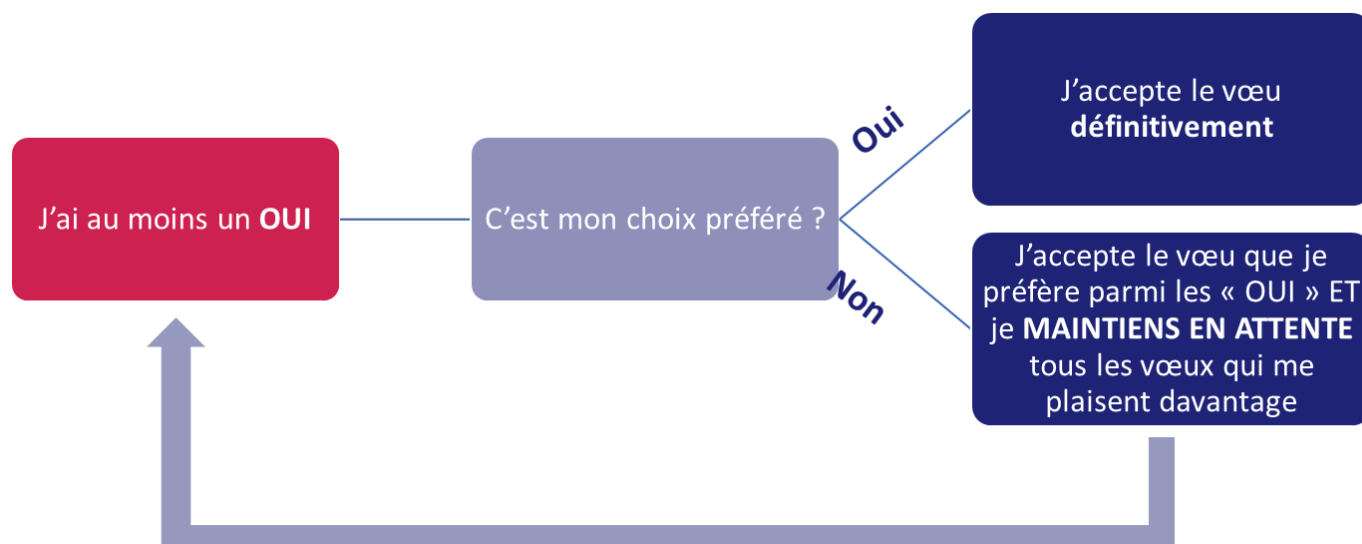 J'ai au moins un OUI
C'est mon choix préféré ?
Oui
J'accepte le vœu
définitivement
Non
J'accepte le vœu que je
préfère parmi les « OUI » ET
je MAINTIENS EN ATTENTE
tous les vœux qui me
plaisent davantage